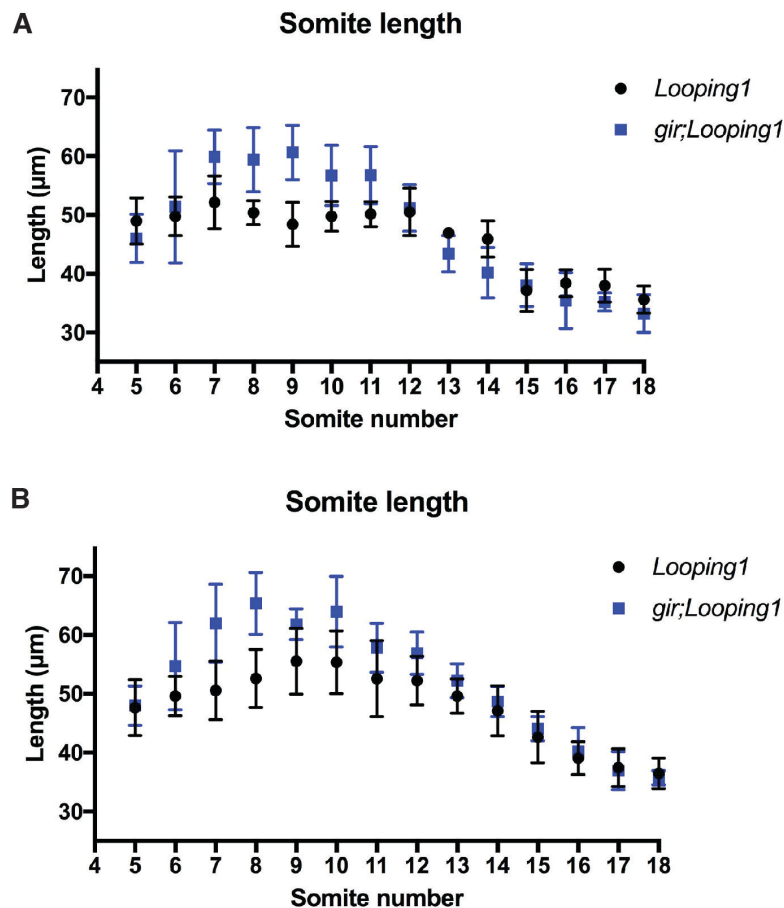 A
Somite length
Looping1
gir;Looping1
70
60
50
40
30
Length (µm)
4 5 6 7 8 9 10 11 12 13 14 15 16 17 18
Somite number
B
Somite length
Looping1
gir;Looping1
70
60
50
40
30
Length (µm)
4 5 6 7 8 9 10 11 12 13 14 15 16 17 18
Somite number